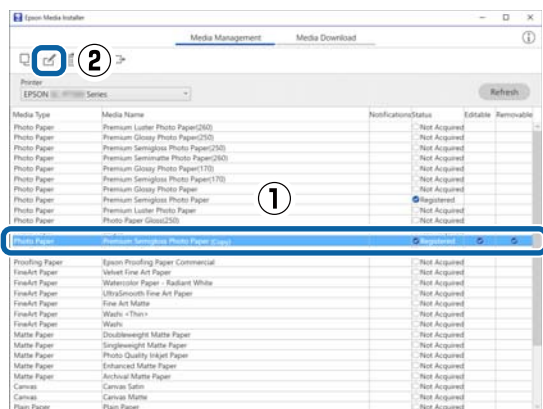 Epson Media Installer
Media Management Media Download
②
Printer
EPSON Series
Refresh
Media Type Media Name Notifications Status Editable Removable
Photo Paper Premium Luster Photo Paper(260) Not Acquired
Photo Paper Premium Glossy Photo Paper(250) Not Acquired
Photo Paper Premium Semigloss Photo Paper(250) Not Acquired
Photo Paper Premium Semimatte Photo Paper(260) Not Acquired
Photo Paper Premium Glossy Photo Paper(170) Not Acquired
Photo Paper Premium Semigloss Photo Paper(170) Not Acquired
Photo Paper Premium Glossy Photo Paper Not Acquired
Photo Paper Premium Semigloss Photo Paper Registered
Photo Paper Premium Luster Photo Paper Not Acquired
Photo Paper Photo Paper Gloss(250) Not Acquired
①
Photo Paper Premium Semigloss Photo Paper (Copy) Registered
Proofing Paper Epson Proofing Paper Commercial Not Acquired
FineArt Paper Velvet Fine Art Paper Not Acquired
FineArt Paper Watercolor Paper - Radiant White Not Acquired
FineArt Paper UltraSmooth Fine Art Paper Not Acquired
FineArt Paper Fine Art Matte Not Acquired
FineArt Paper Washi <Thin> Not Acquired
FineArt Paper Washi Not Acquired
Matte Paper Doubleweight Matte Paper Not Acquired
Matte Paper Singleweight Matte Paper Not Acquired
Matte Paper Photo Quality Inkjet Paper Not Acquired
Matte Paper Enhanced Matte Paper Not Acquired
Matte Paper Archival Matte Paper Not Acquired
Canvas Canvas Satin Not Acquired
Canvas Canvas Matte Not Acquired
Plain Paper Plain Paper Not Acquired